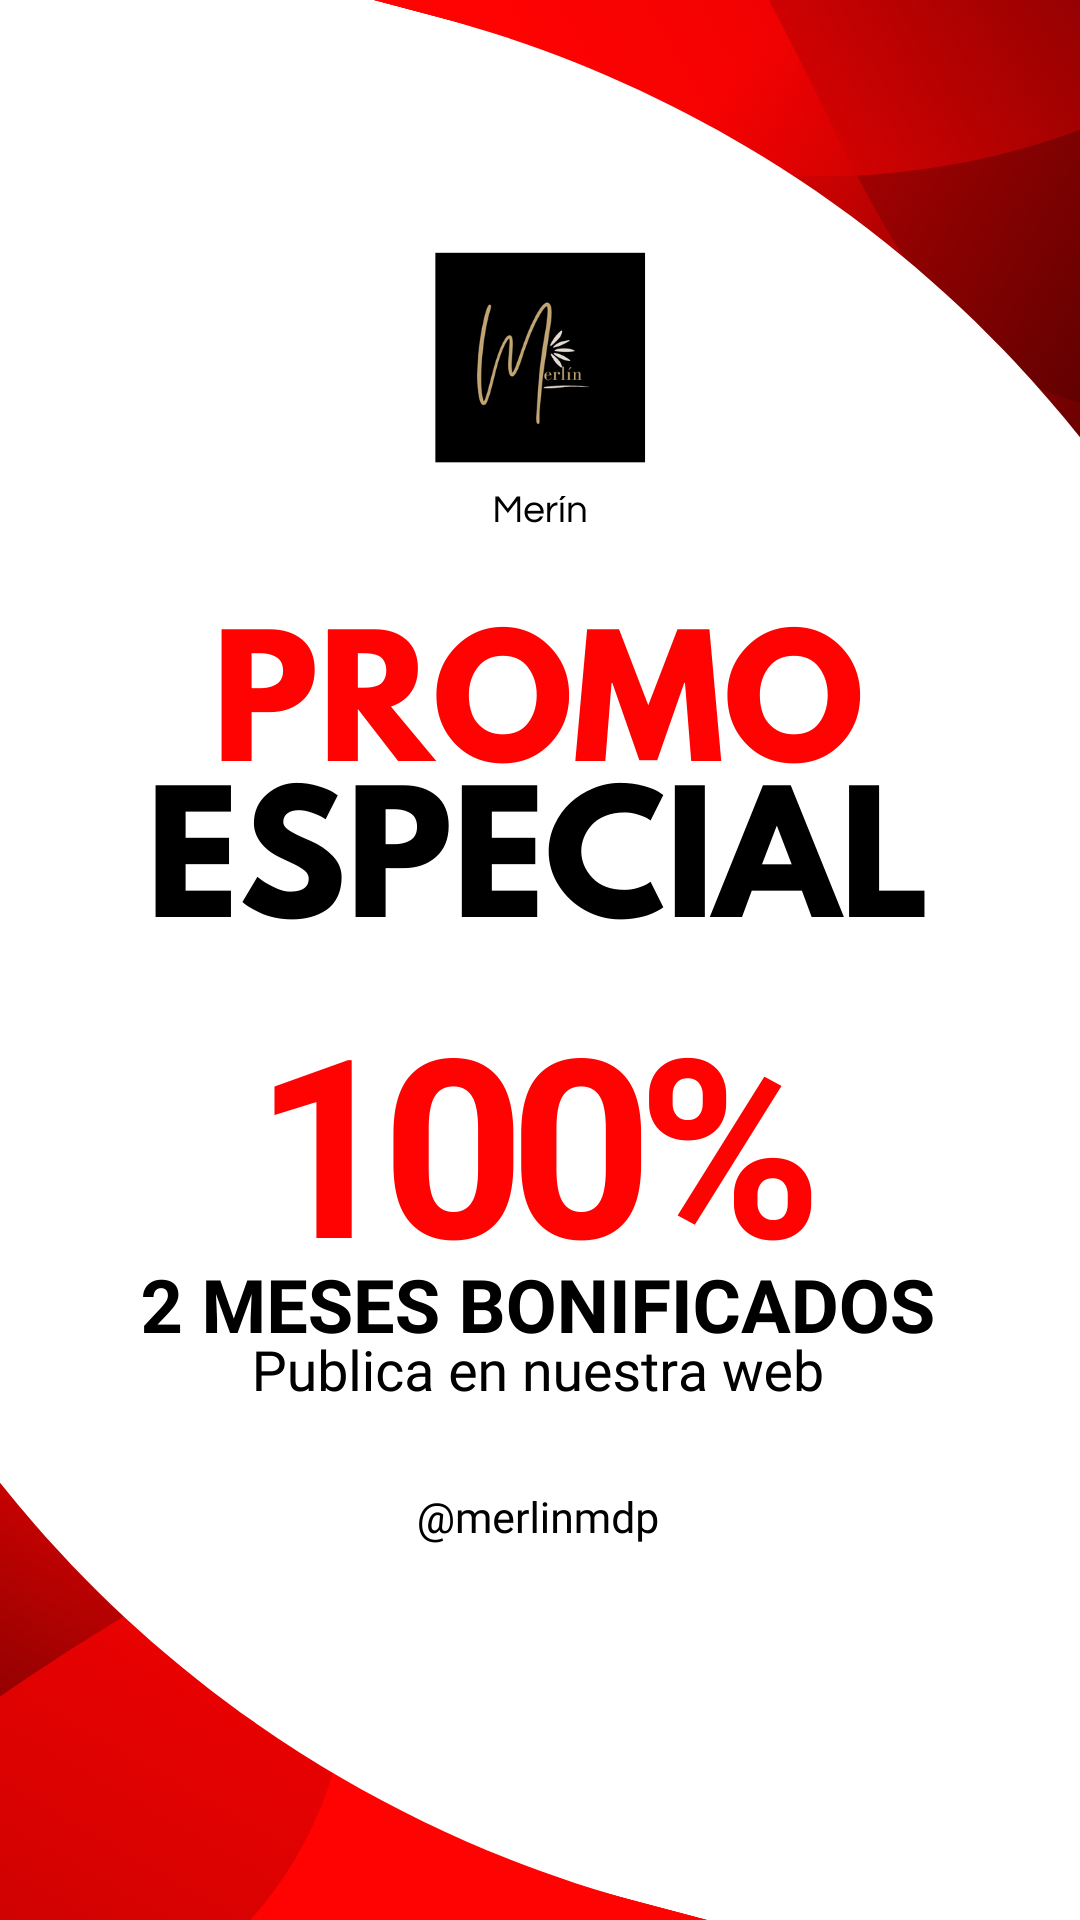 Merlín
Merín
PROMO
ESPECIAL
100%
2 MESES BONIFICADOS
Publica en nuestra web
@merlinmdp